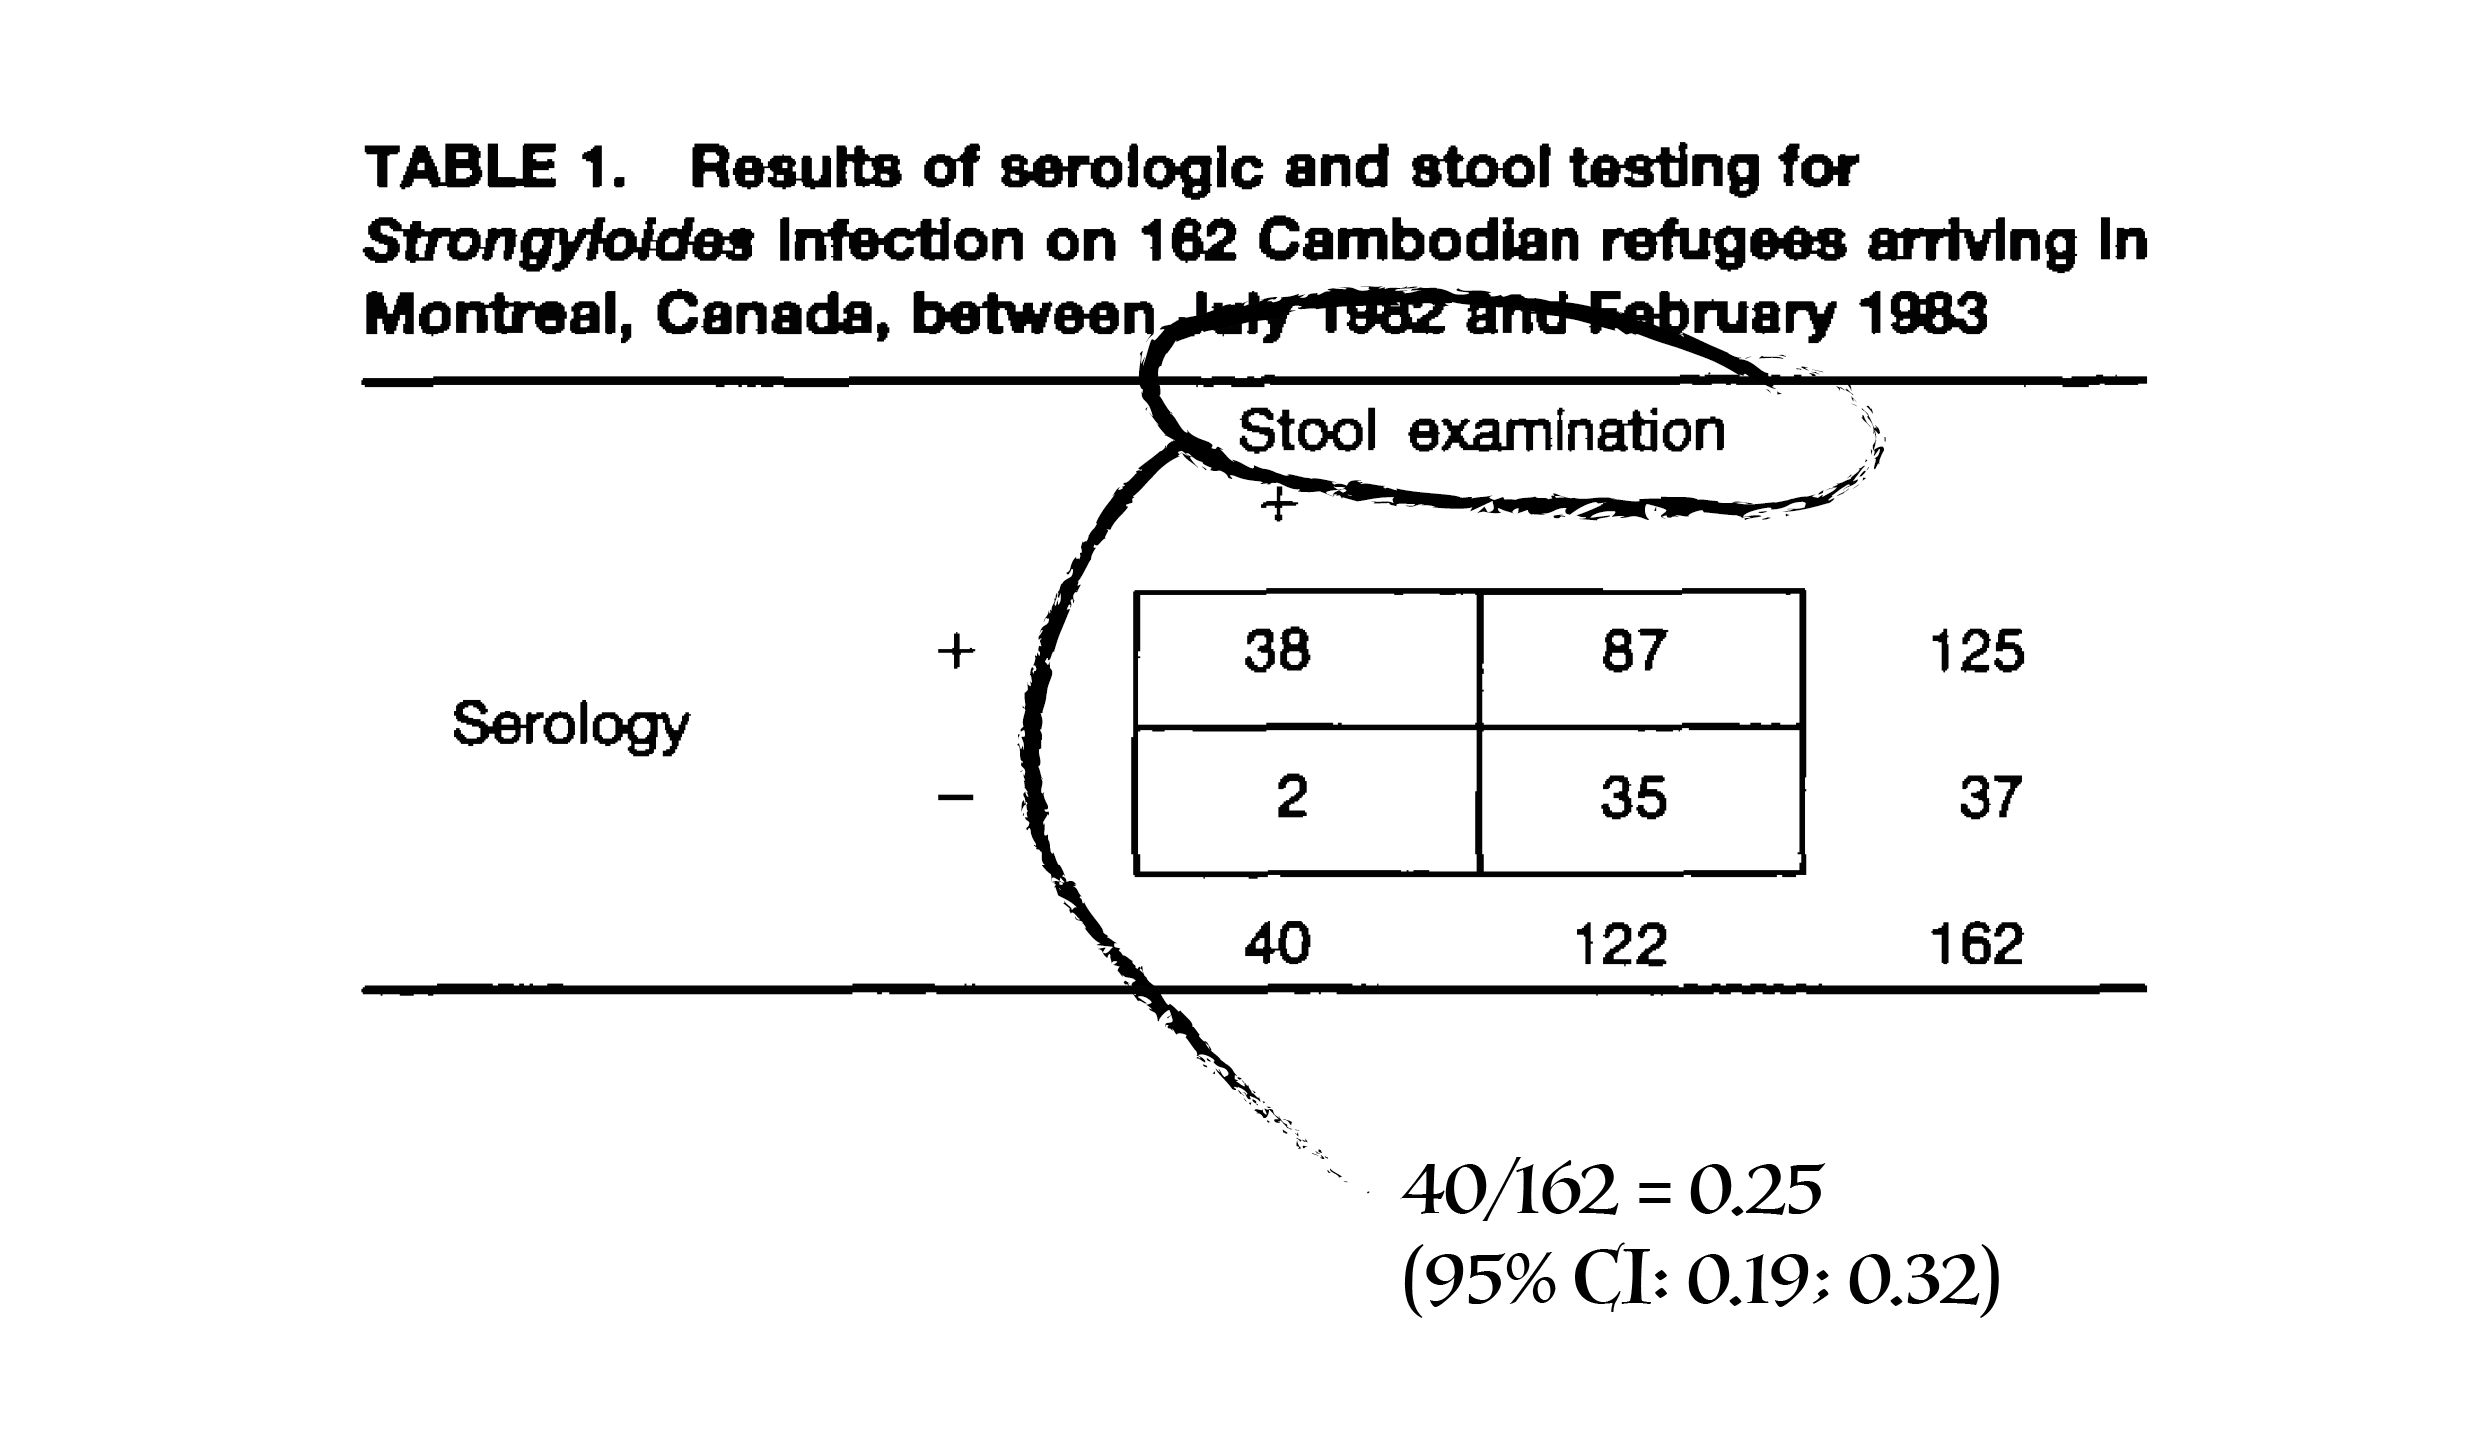 TABLE 1. Results of serologic and stool testing for
Strongyloides infection on 162 Cambodian refugees arriving in
Montreal, Canada, between July 1982 and February 1983
Stool examination
+
+ 38 87 125
Serology
− 2 35 37
40 122 162
40/162 = 0.25
(95% CI: 0.19; 0.32)